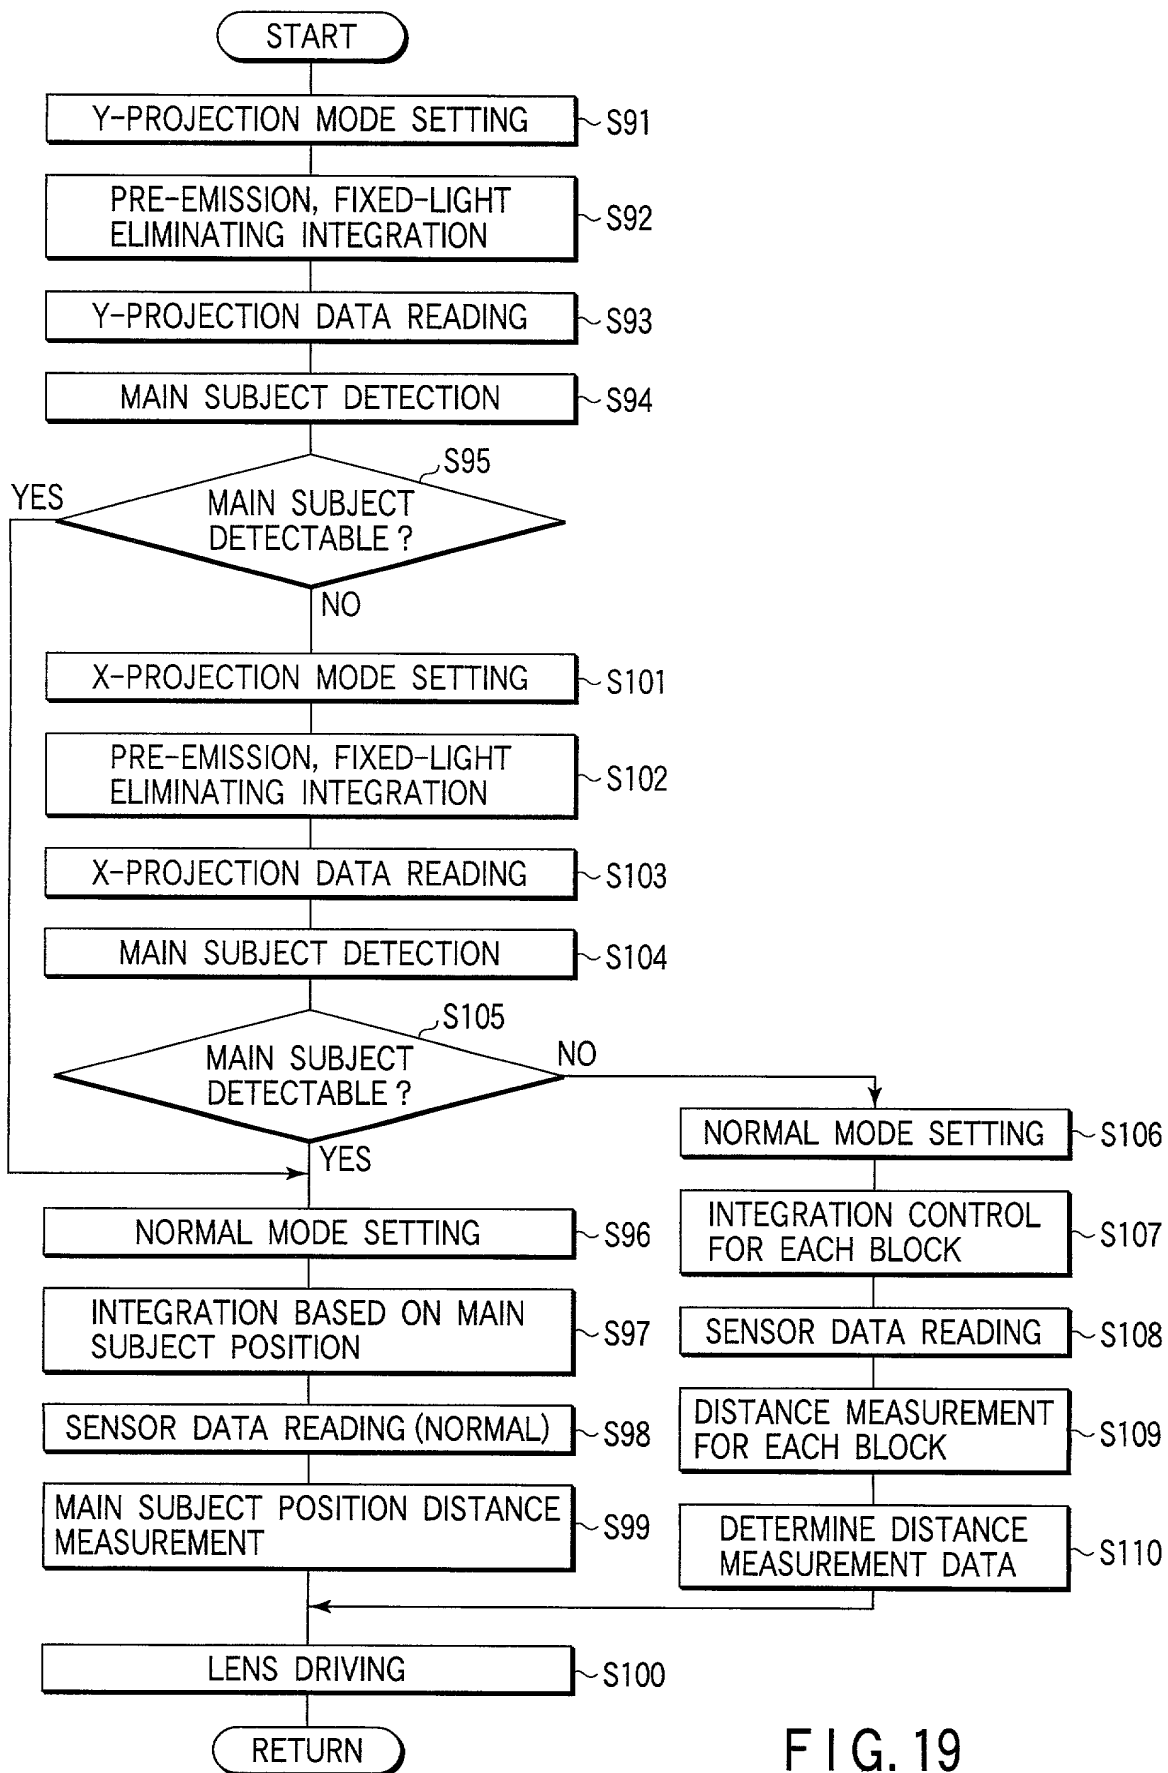 START
Y-PROJECTION MODE SETTING
S91
PRE-EMISSION, FIXED-LIGHT
ELIMINATING INTEGRATION
S92
Y-PROJECTION DATA READING
S93
MAIN SUBJECT DETECTION
S94
S95
YES
MAIN SUBJECT
DETECTABLE?
NO
X-PROJECTION MODE SETTING
S101
PRE-EMISSION, FIXED-LIGHT
ELIMINATING INTEGRATION
S102
X-PROJECTION DATA READING
S103
MAIN SUBJECT DETECTION
S104
S105
MAIN SUBJECT
DETECTABLE?
NO
YES
NORMAL MODE SETTING
S96
INTEGRATION BASED ON MAIN
SUBJECT POSITION
S97
SENSOR DATA READING (NORMAL)
S98
MAIN SUBJECT POSITION DISTANCE
MEASUREMENT
S99
NORMAL MODE SETTING
S106
INTEGRATION CONTROL
FOR EACH BLOCK
S107
SENSOR DATA READING
S108
DISTANCE MEASUREMENT
FOR EACH BLOCK
S109
DETERMINE DISTANCE
MEASUREMENT DATA
S110
LENS DRIVING
S100
RETURN
FIG. 19